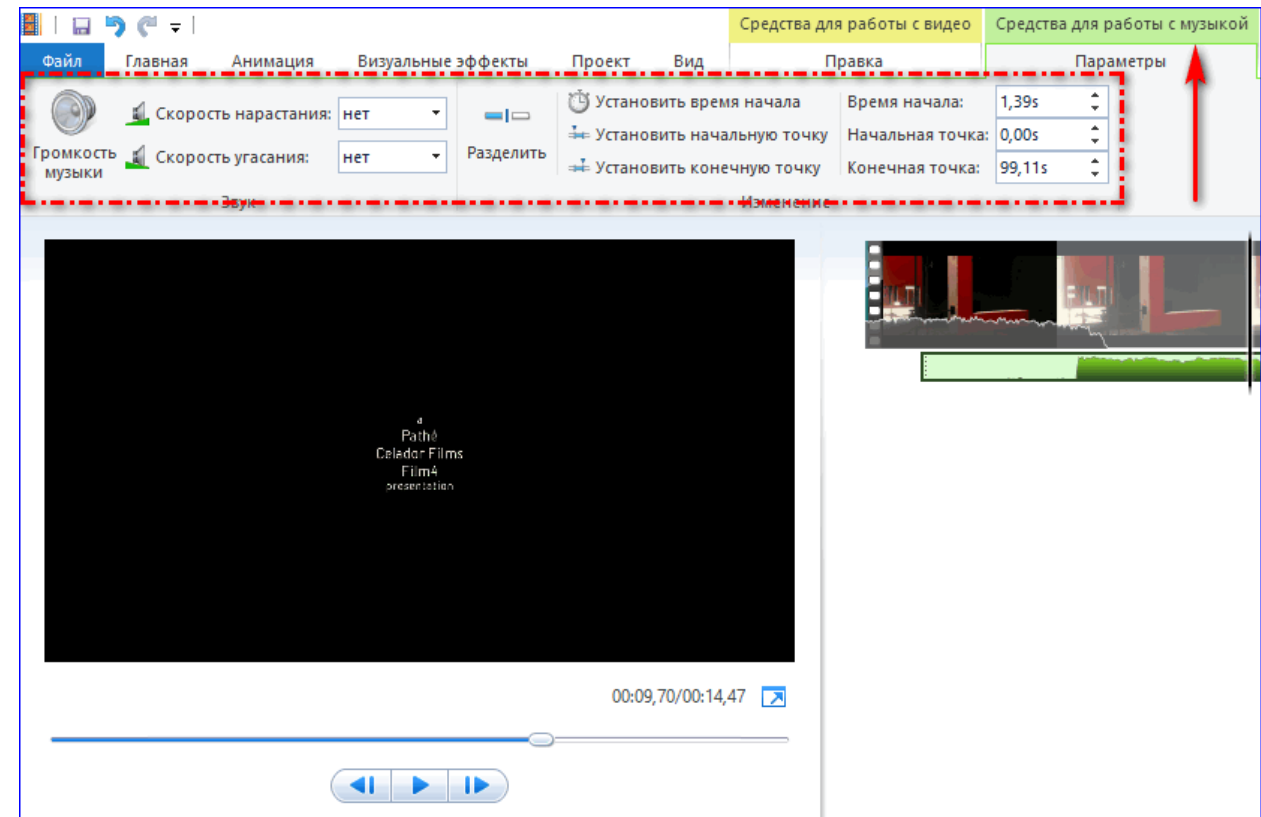 Средства для работы с видео
Средства для работы с музыкой
Файл Главная Анимация Визуальные эффекты Проект Вид Правка Параметры
Громкость музыки
Скорость нарастания: нет
Скорость угасания: нет
Звук
Разделить
Установить время начала
Установить начальную точку
Установить конечную точку
Время начала: 1,39s
Начальная точка: 0,00s
Конечная точка: 99,11s
Изменение
a
Pathé
Celador Films
Film4
presentation
00:09,70/00:14,47